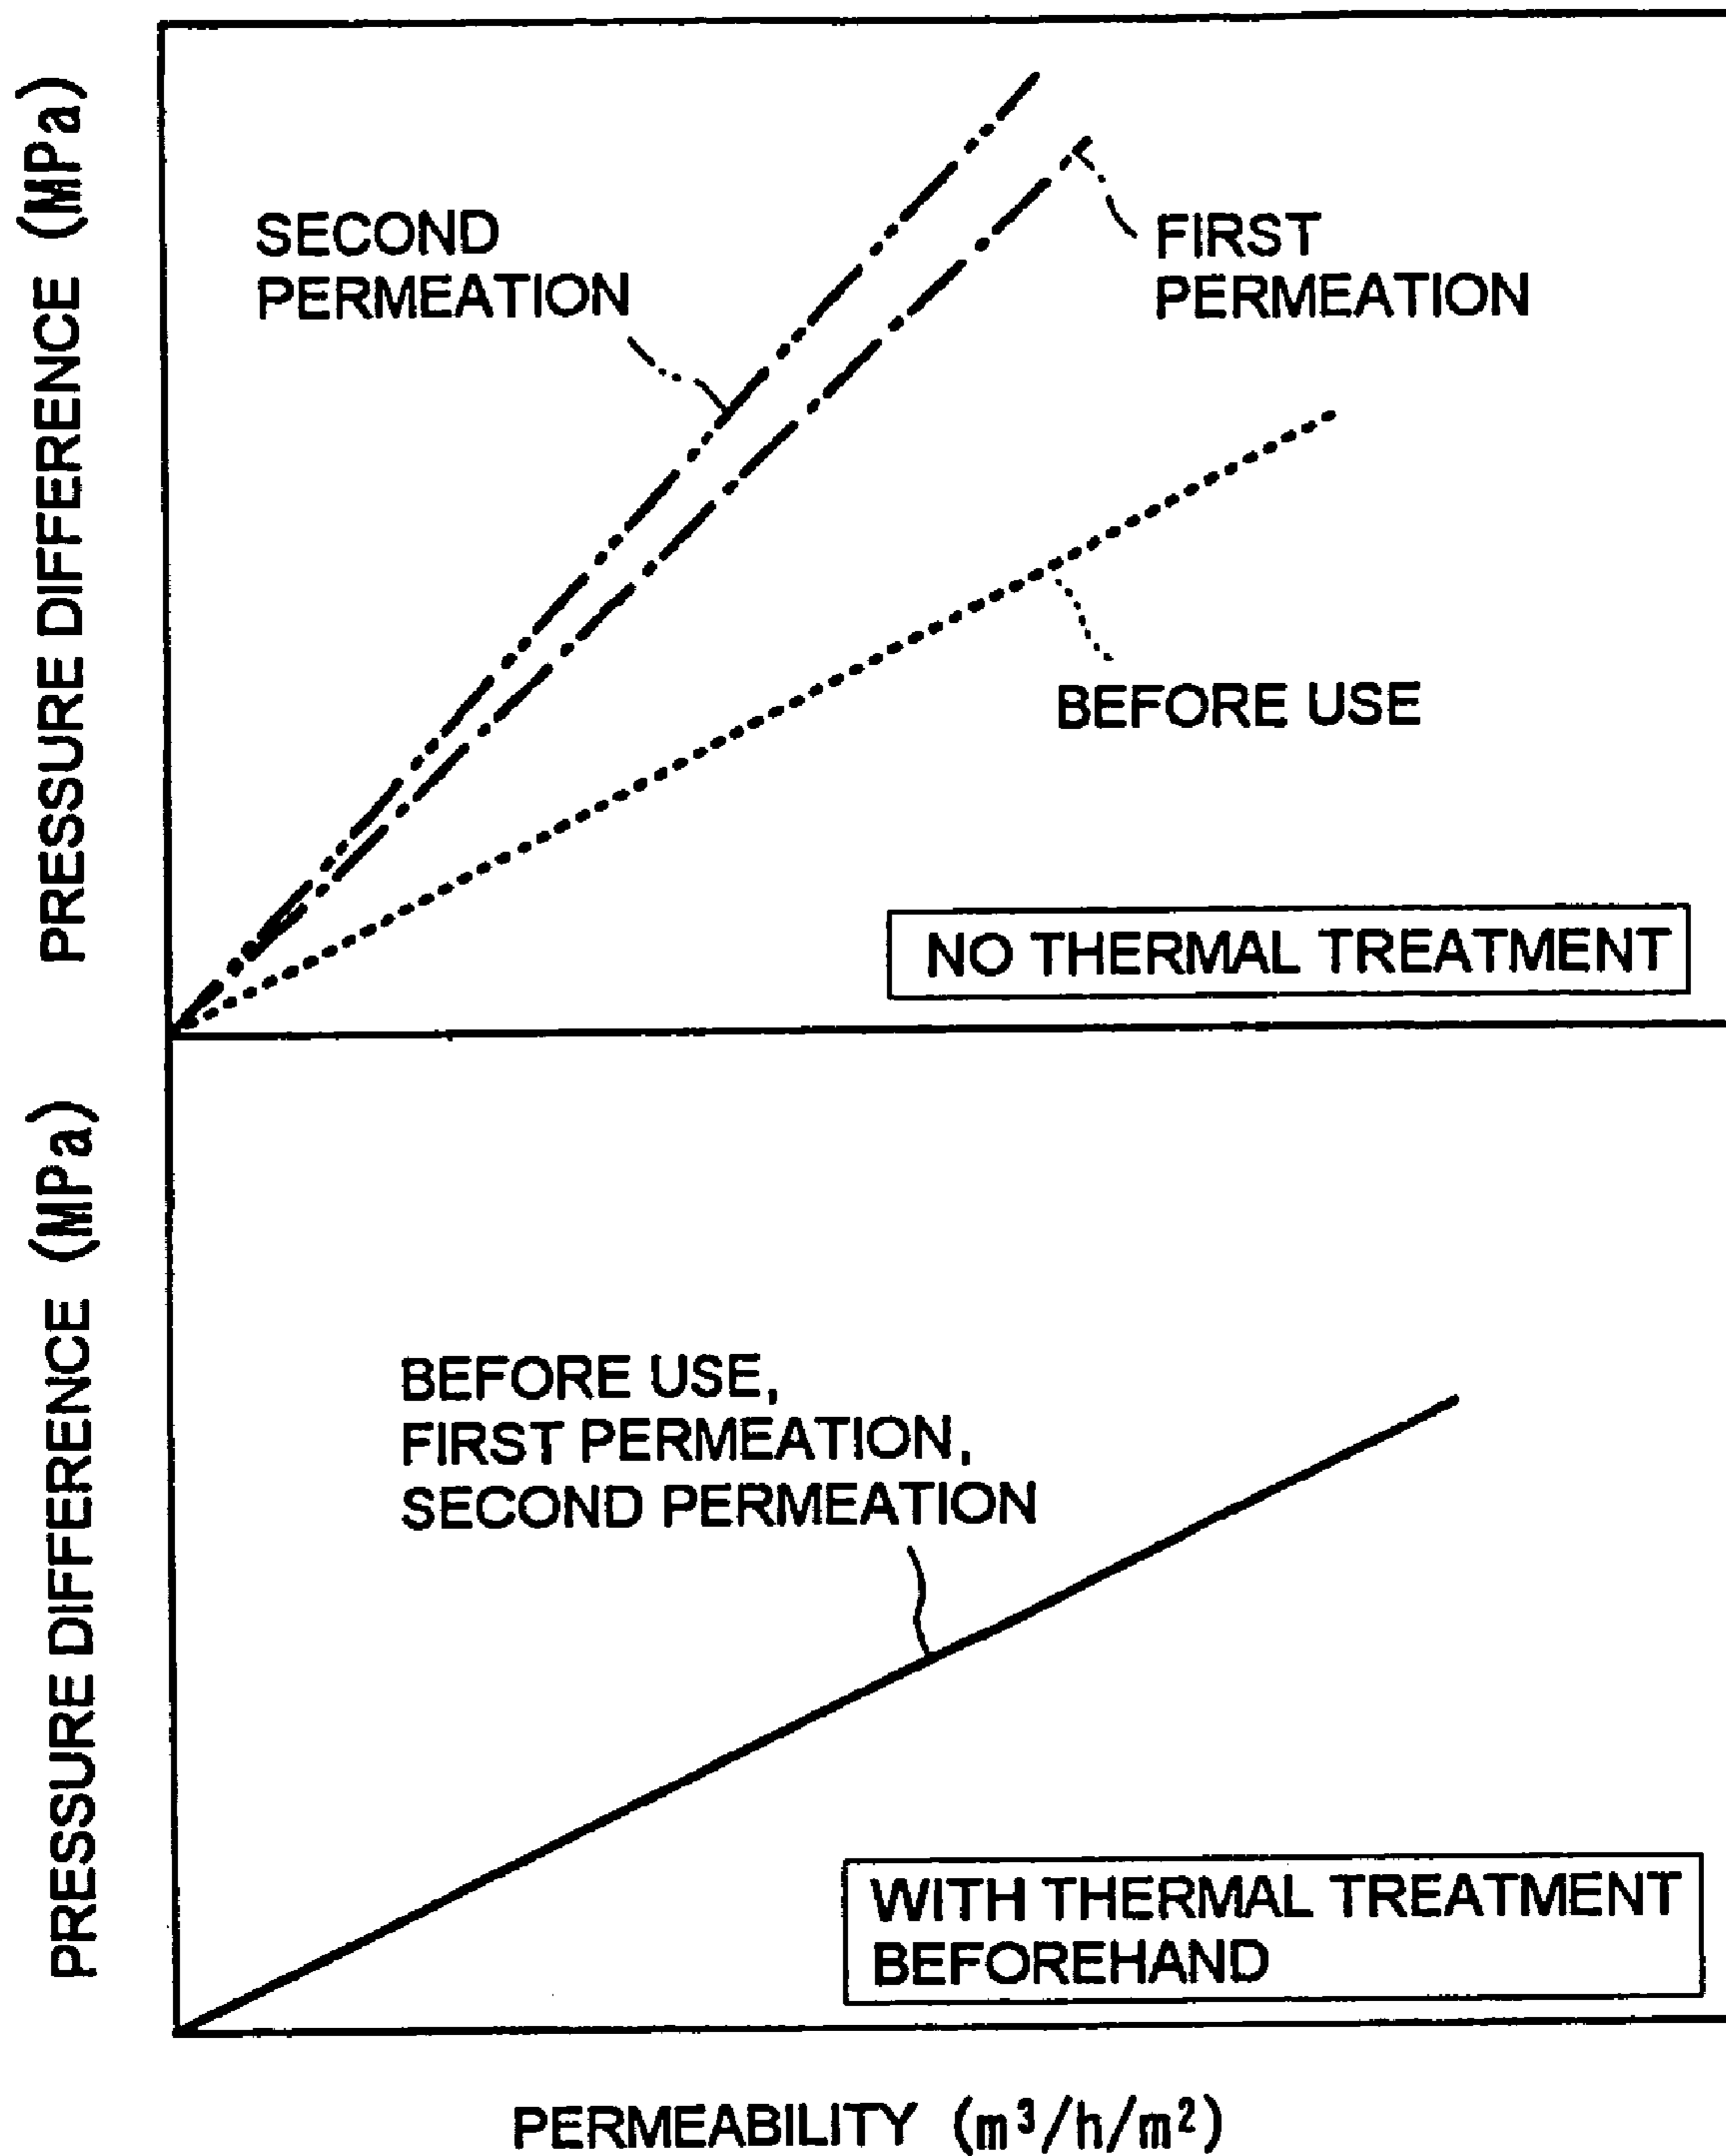 PRESSURE DIFFERENCE (MPa)
SECOND
PERMEATION
FIRST
PERMEATION
BEFORE USE
NO THERMAL TREATMENT
PRESSURE DIFFERENCE (MPa)
BEFORE USE,
FIRST PERMEATION,
SECOND PERMEATION
WITH THERMAL TREATMENT
BEFOREHAND
PERMEABILITY (m³/h/m²)